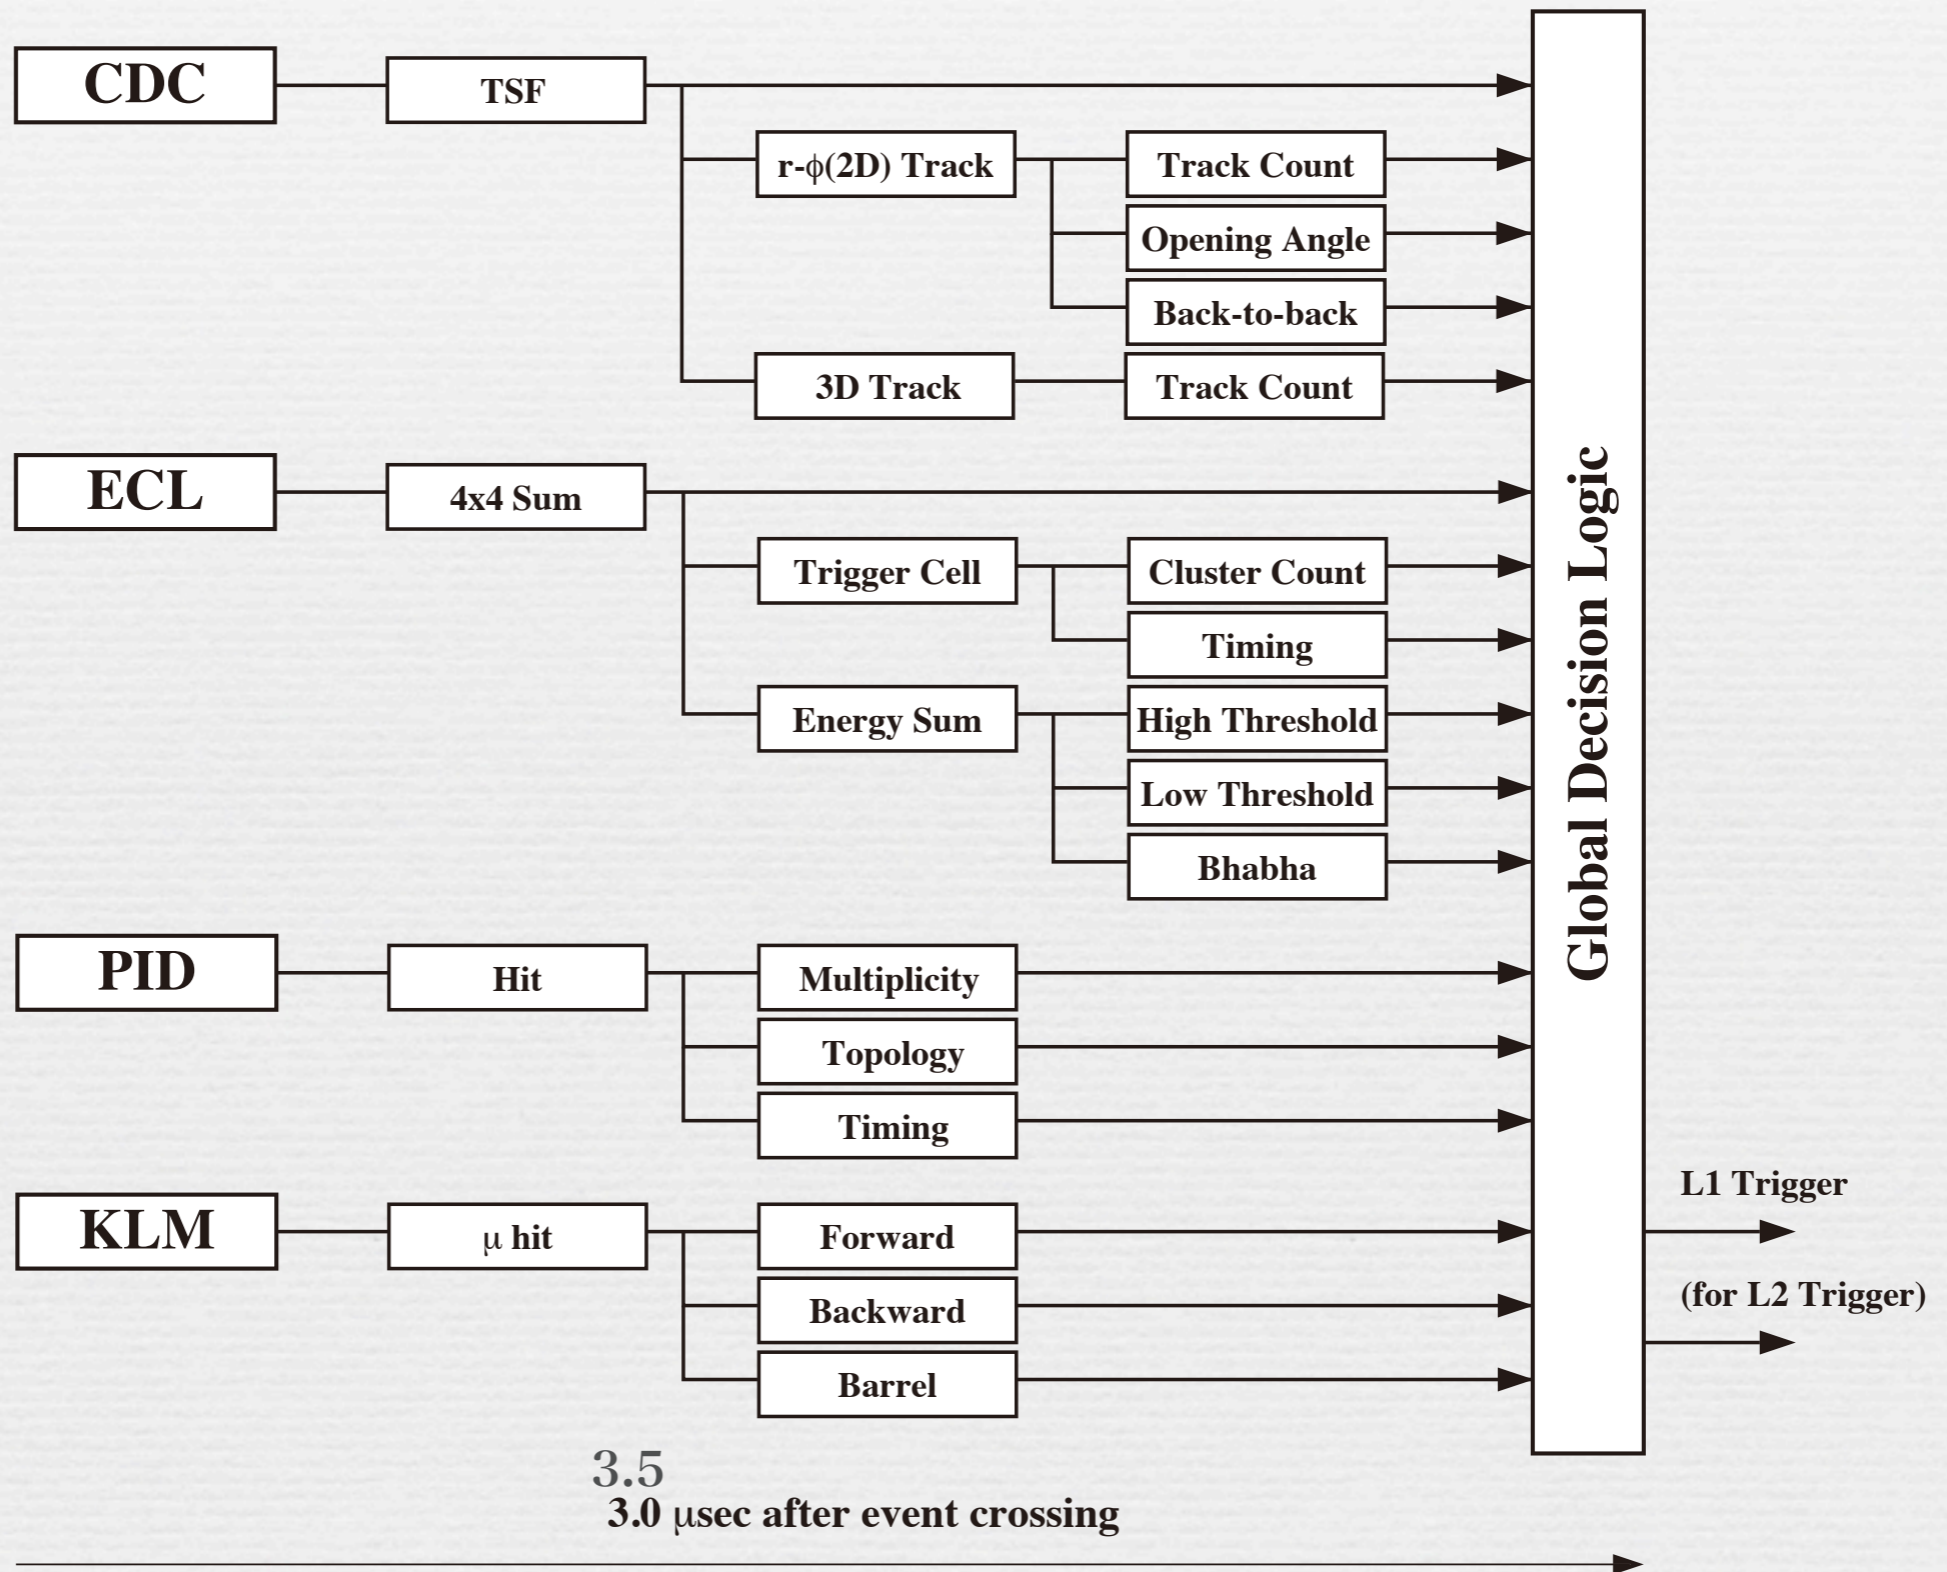 CDC
TSF
r-ϕ(2D) Track
Track Count
Opening Angle
Back-to-back
3D Track
Track Count
ECL
4x4 Sum
Trigger Cell
Cluster Count
Timing
Energy Sum
High Threshold
Low Threshold
Bhabha
PID
Hit
Multiplicity
Topology
Timing
KLM
μ hit
Forward
Backward
Barrel
Global Decision Logic
L1 Trigger
(for L2 Trigger)
3.5
3.0 μsec after event crossing